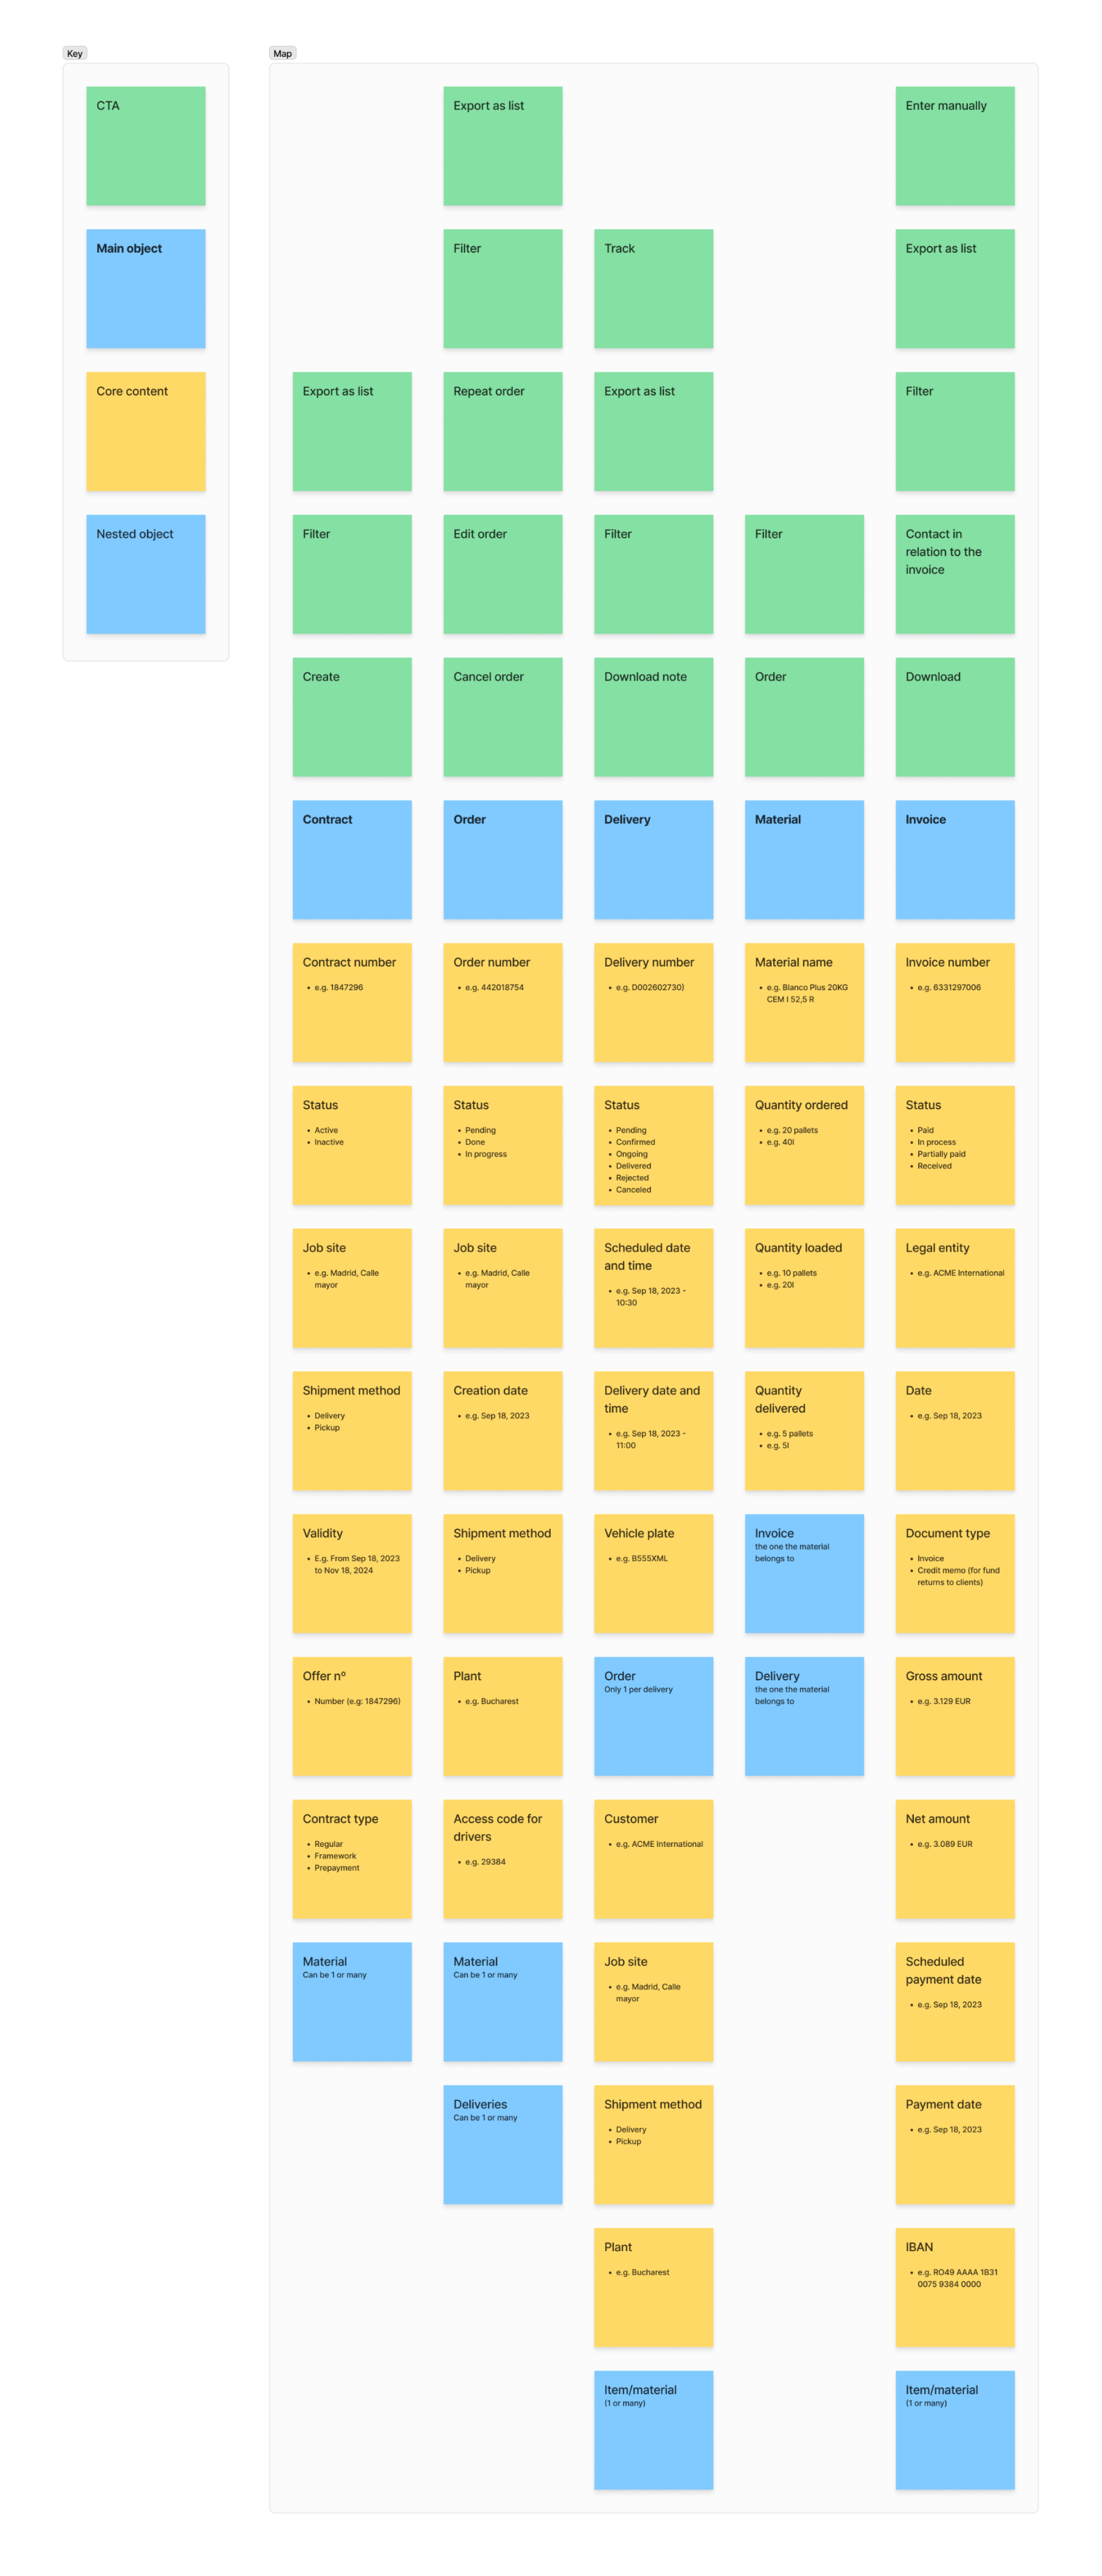 Key
CTA
Main object
Core content
Nested object
Map
Export as list
Enter manually
Filter
Track
Export as list
Export as list
Repeat order
Export as list
Filter
Filter
Edit order
Filter
Filter
Contact in
relation to the
invoice
Create
Cancel order
Download note
Order
Download
Contract
Order
Delivery
Material
Invoice
Contract number
• e.g. 1847296
Order number
• e.g. 442018754
Delivery number
• e.g. D002602730)
Material name
• e.g. Blanco Plus 20KG
CEM I 52,5 R
Invoice number
• e.g. 6331297006
Status
• Active
• Inactive
Status
• Pending
• Done
• In progress
Status
• Pending
• Confirmed
• Ongoing
• Delivered
• Rejected
• Canceled
Quantity ordered
• e.g. 20 pallets
• e.g. 40l
Status
• Paid
• In process
• Partially paid
• Received
Job site
• e.g. Madrid, Calle
mayor
Job site
• e.g. Madrid, Calle
mayor
Scheduled date
and time
• e.g. Sep 18, 2023 -
10:30
Quantity loaded
• e.g. 10 pallets
• e.g. 20l
Legal entity
• e.g. ACME International
Shipment method
• Delivery
• Pickup
Creation date
• e.g. Sep 18, 2023
Delivery date and
time
• e.g. Sep 18, 2023 -
11:00
Quantity
delivered
• e.g. 5 pallets
• e.g. 5l
Date
• e.g. Sep 18, 2023
Validity
• E.g. From Sep 18, 2023
to Nov 18, 2024
Shipment method
• Delivery
• Pickup
Vehicle plate
• e.g. B555XML
Invoice
the one the material
belongs to
Document type
• Invoice
• Credit memo (for fund
returns to clients)
Offer nº
• Number (e.g: 1847296)
Plant
• e.g. Bucharest
Order
Only 1 per delivery
Delivery
the one the material
belongs to
Gross amount
• e.g. 3.129 EUR
Contract type
• Regular
• Framework
• Prepayment
Access code for
drivers
• e.g. 29384
Customer
• e.g. ACME International
Net amount
• e.g. 3.089 EUR
Material
Can be 1 or many
Material
Can be 1 or many
Job site
• e.g. Madrid, Calle
mayor
Scheduled
payment date
• e.g. Sep 18, 2023
Deliveries
Can be 1 or many
Shipment method
• Delivery
• Pickup
Payment date
• e.g. Sep 18, 2023
Plant
• e.g. Bucharest
IBAN
• e.g. RO49 AAAA 1B31
0075 9384 0000
Item/material
(1 or many)
Item/material
(1 or many)